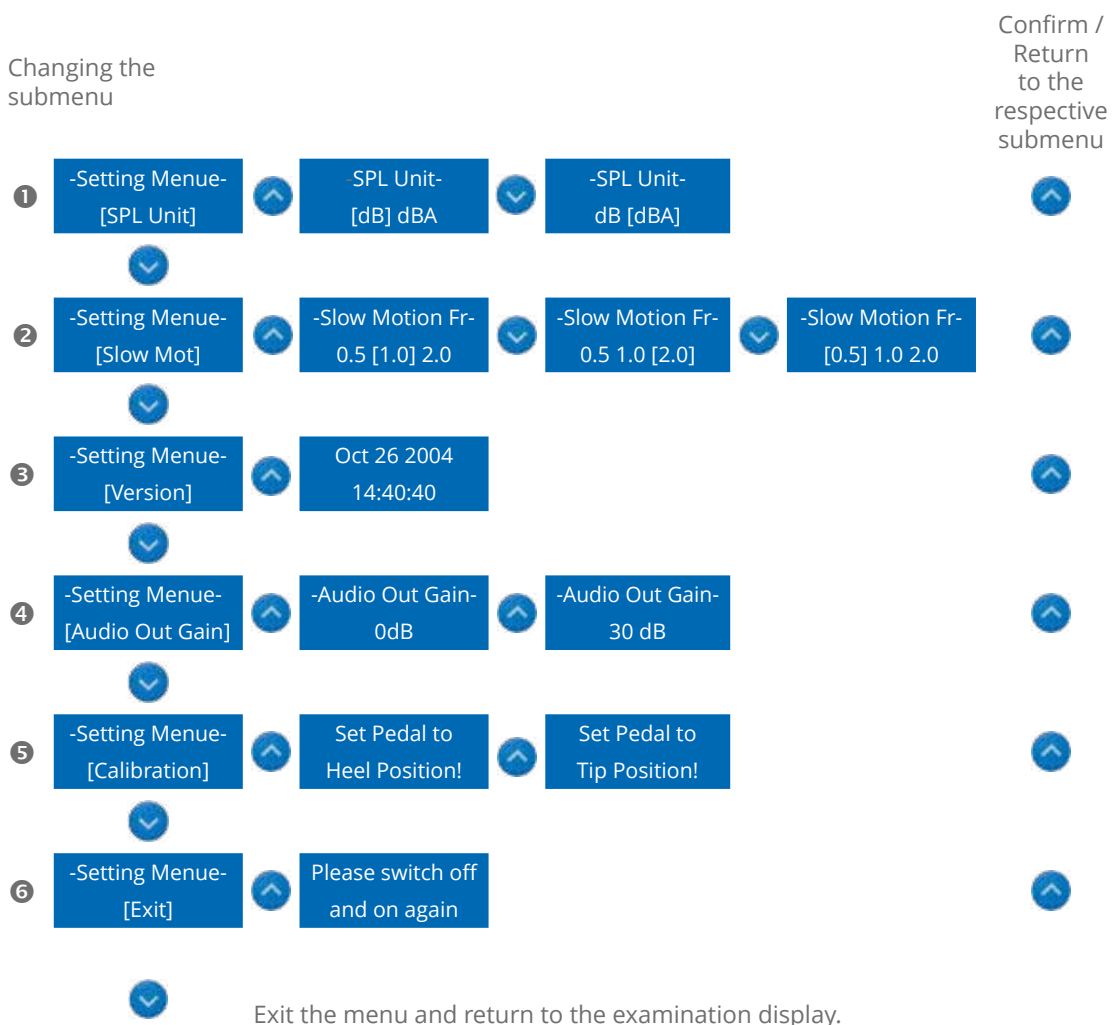 Changing the
submenu
Confirm /
Return
to the
respective
submenu
❶
-Setting Menue-
[SPL Unit]
-SPL Unit-
[dB] dBA
-SPL Unit-
dB [dBA]
❷
-Setting Menue-
[Slow Mot]
-Slow Motion Fr-
0.5 [1.0] 2.0
-Slow Motion Fr-
0.5 1.0 [2.0]
-Slow Motion Fr-
[0.5] 1.0 2.0
❸
-Setting Menue-
[Version]
Oct 26 2004
14:40:40
❹
-Setting Menue-
[Audio Out Gain]
-Audio Out Gain-
0dB
-Audio Out Gain-
30 dB
❺
-Setting Menue-
[Calibration]
Set Pedal to
Heel Position!
Set Pedal to
Tip Position!
❻
-Setting Menue-
[Exit]
Please switch off
and on again
Exit the menu and return to the examination display.